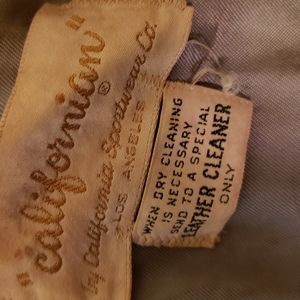 "californian"®
by California Sportswear Co.
LOS ANGELES
WHEN DRY CLEANING
IS NECESSARY
SEND TO A SPECIAL
LEATHER CLEANER
ONLY